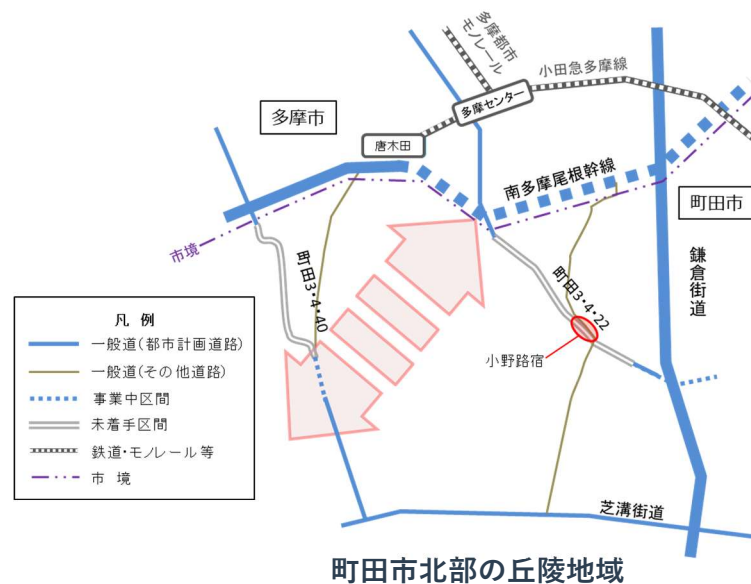 多摩都市
モノレール
小田急多摩線
多摩センター
多摩市
唐木田
南多摩尾根幹線
町田市
市境
町田3・4・40
町田3・4・22
鎌倉街道
小野路宿
凡 例
一般道(都市計画道路)
一般道(その他道路)
事業中区間
未着手区間
鉄道・モノレール等
市 境
芝溝街道
町田市北部の丘陵地域